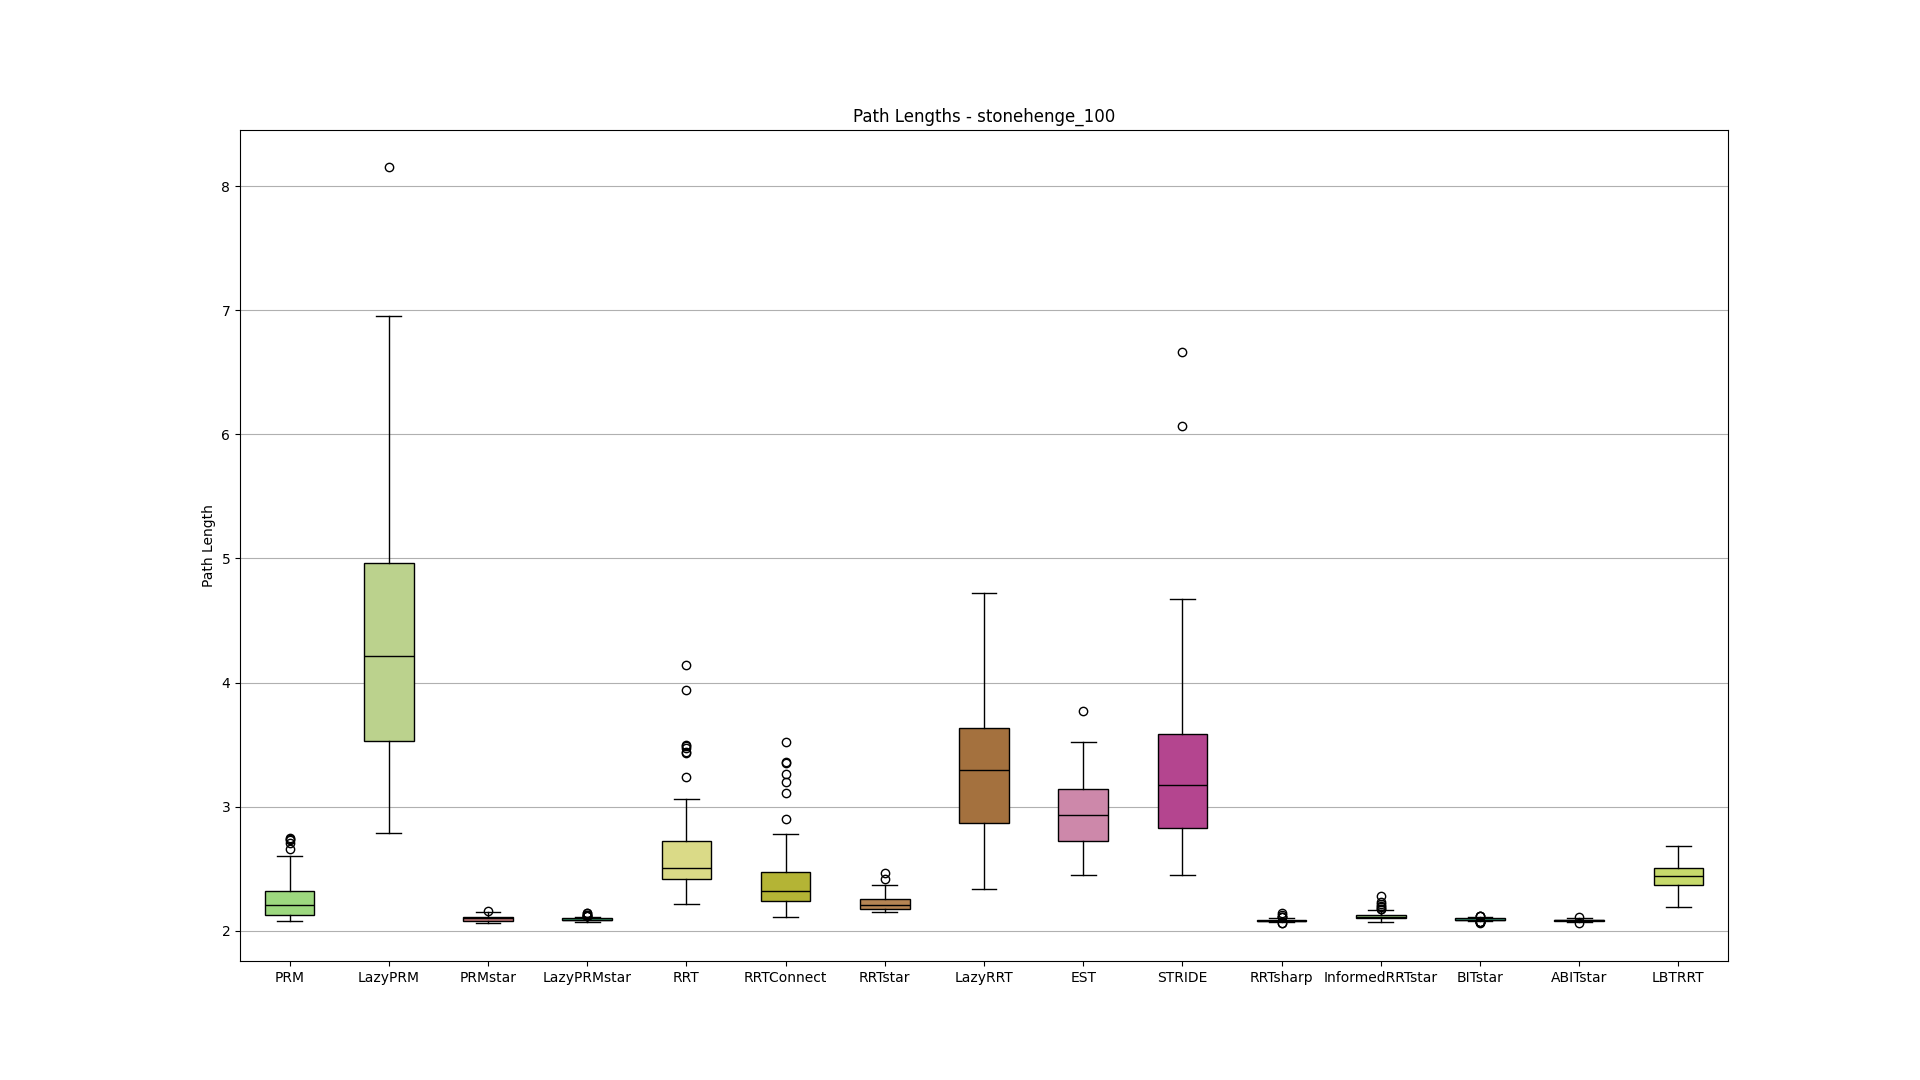 Path Lengths - stonehenge_100
Path Length
8
7
6
5
4
3
2
PRM LazyPRM PRMstar LazyPRMstar RRT RRTConnect RRTstar LazyRRT EST STRIDE RRTsharp InformedRRTstar BITstar ABITstar LBTRRT